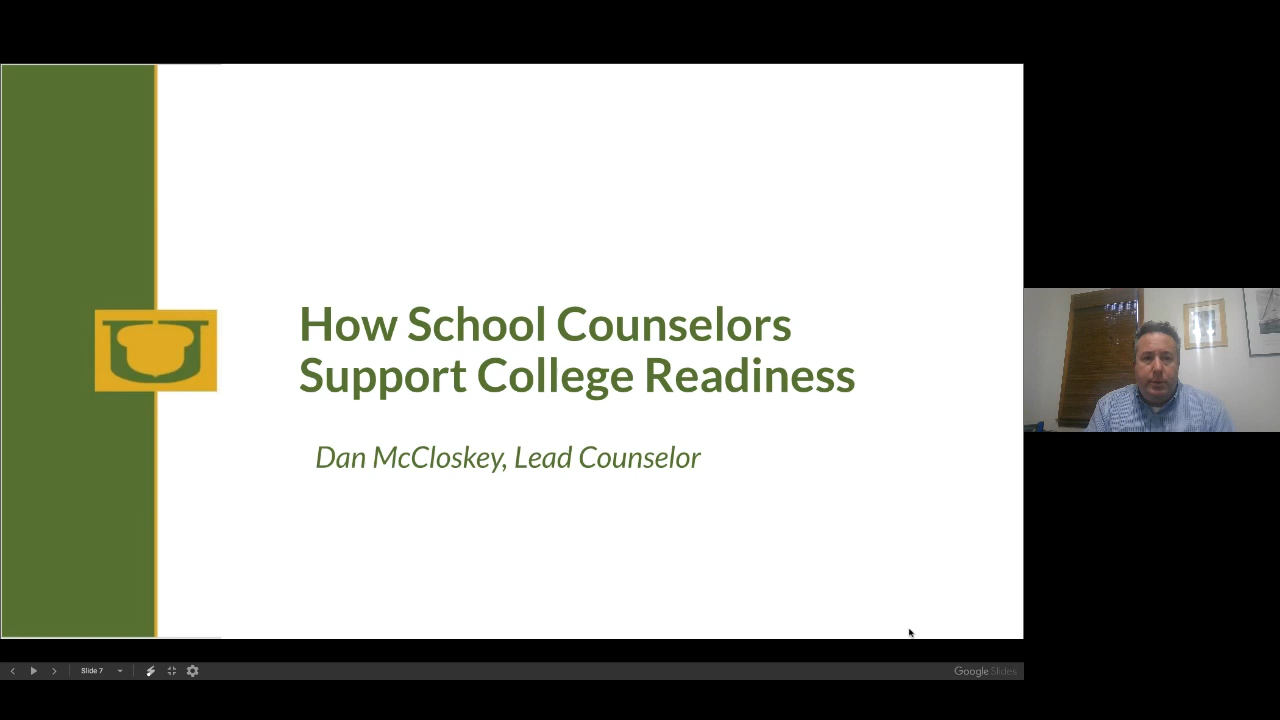 How School Counselors
Support College Readiness
Dan McCloskey, Lead Counselor
Slide 7
Google Slides